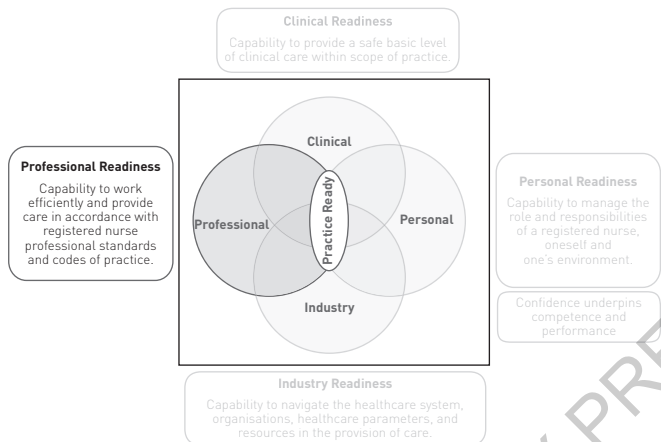 Clinical Readiness
Capability to provide a safe basic level
of clinical care within scope of practice.
Professional Readiness
Capability to work
efficiently and provide
care in accordance with
registered nurse
professional standards
and codes of practice.
Clinical
Professional
Practice Ready
Personal
Industry
Personal Readiness
Capability to manage the
role and responsibilities
of a registered nurse,
oneself and
one's environment.
Confidence underpins
competence and
performance
Industry Readiness
Capability to navigate the healthcare system,
organisations, healthcare parameters, and
resources in the provision of care.